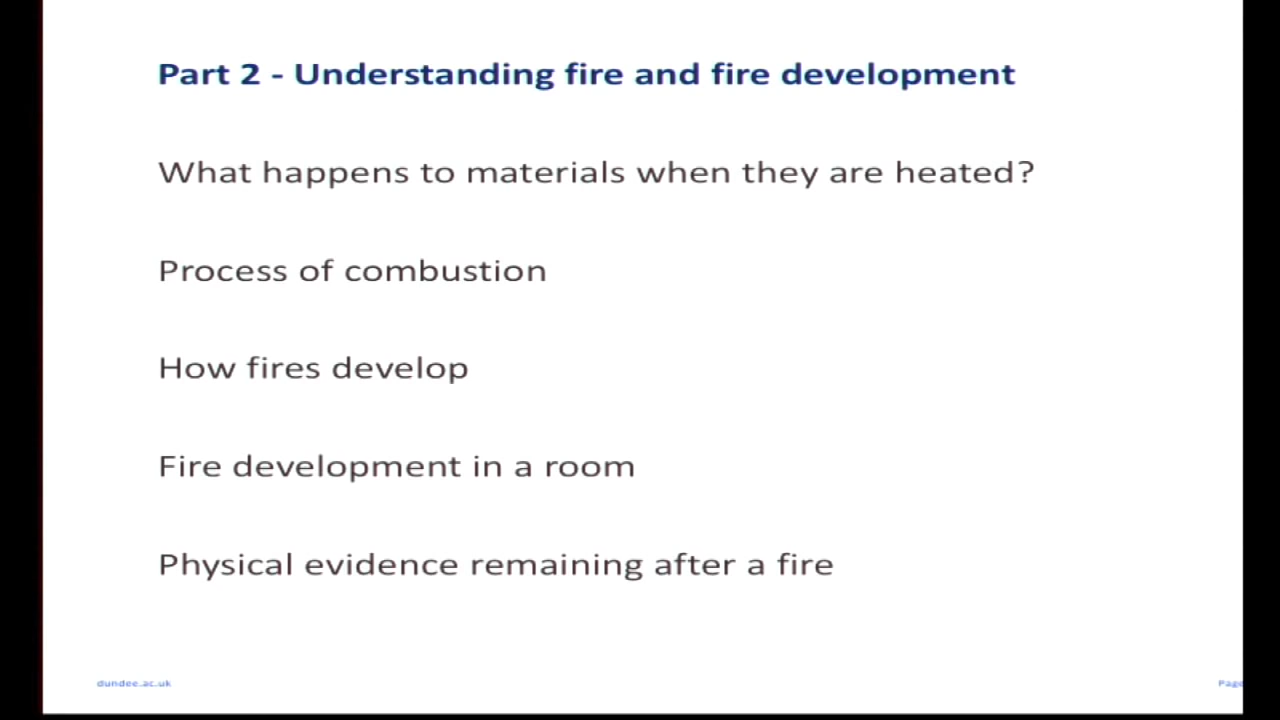 Part 2 - Understanding fire and fire development
What happens to materials when they are heated?
Process of combustion
How fires develop
Fire development in a room
Physical evidence remaining after a fire
dundee.ac.uk
Page